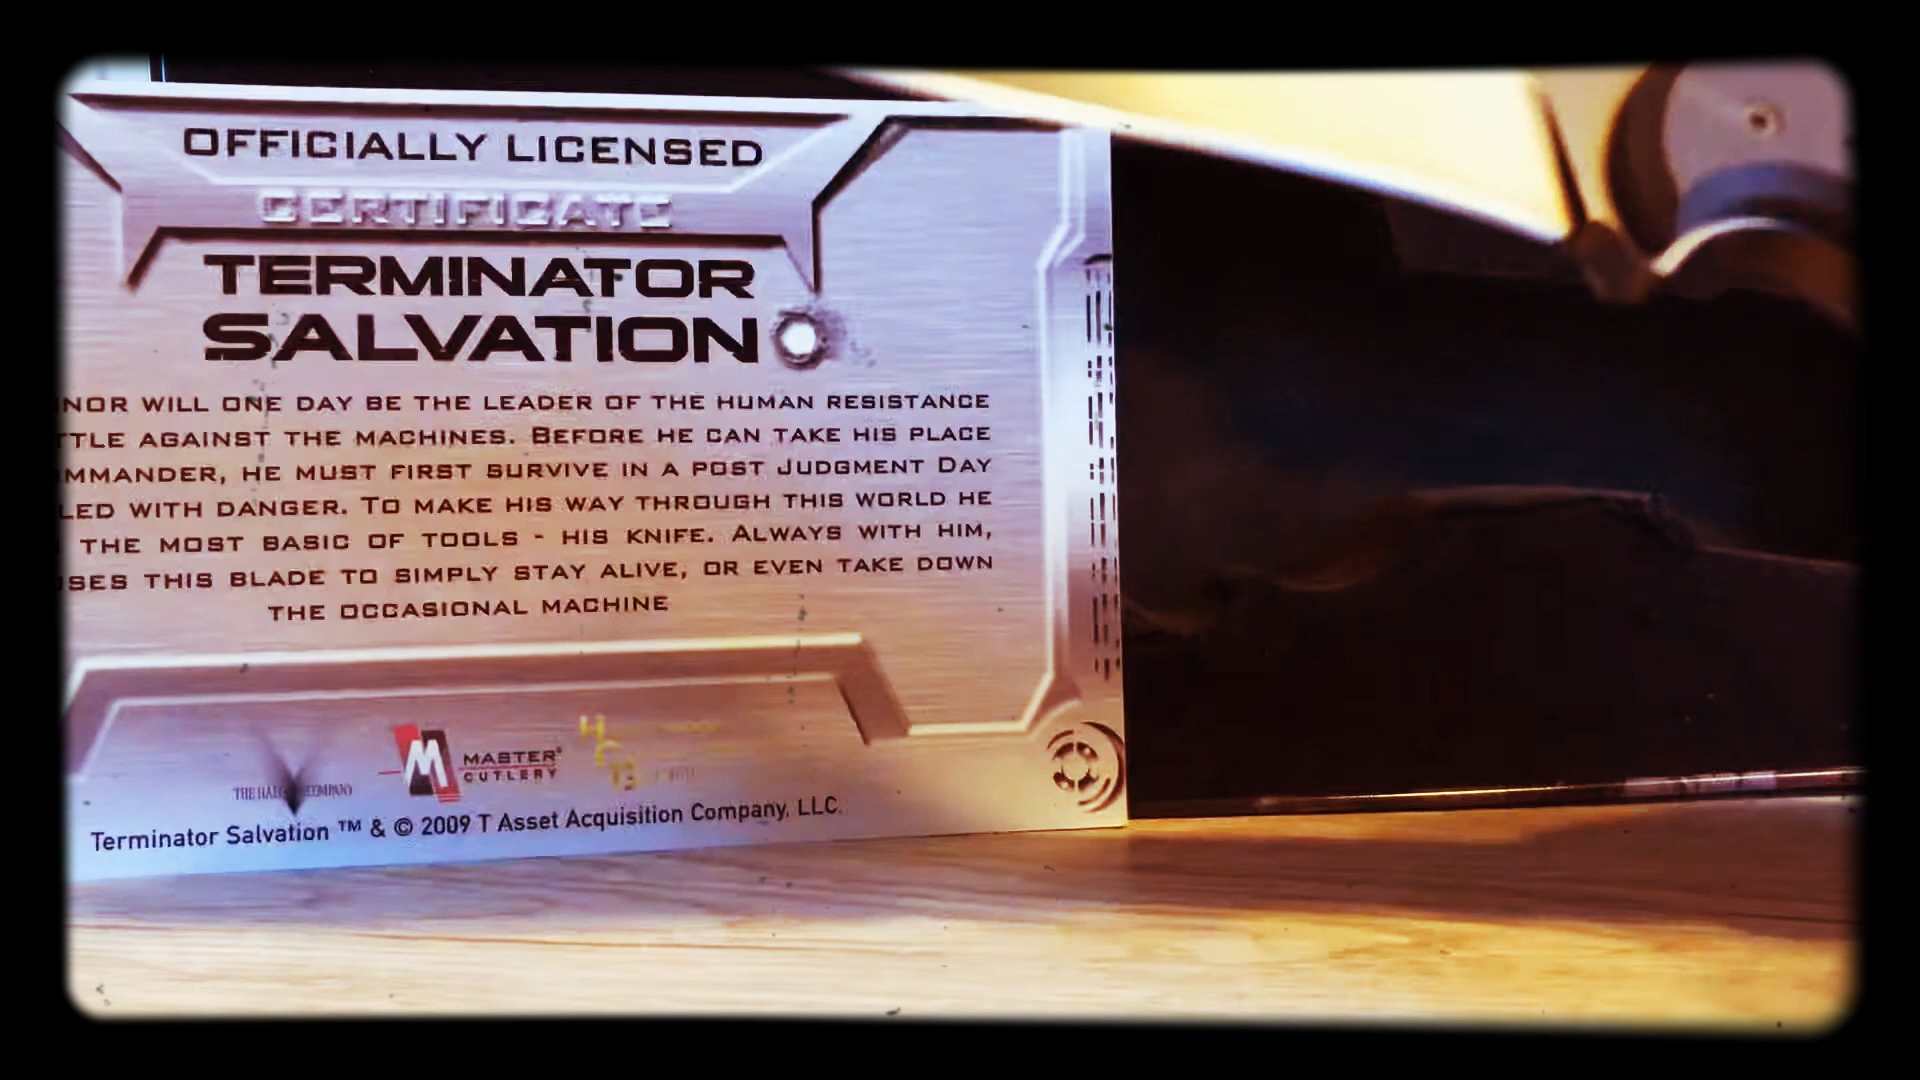 OFFICIALLY LICENSED
CERTIFICATE
TERMINATOR
SALVATION
NOR WILL ONE DAY BE THE LEADER OF THE HUMAN RESISTANCE
TTLE AGAINST THE MACHINES. BEFORE HE CAN TAKE HIS PLACE
MMANDER, HE MUST FIRST SURVIVE IN A POST JUDGMENT DAY
LED WITH DANGER. TO MAKE HIS WAY THROUGH THIS WORLD HE
THE MOST BASIC OF TOOLS - HIS KNIFE. ALWAYS WITH HIM,
SES THIS BLADE TO SIMPLY STAY ALIVE, OR EVEN TAKE DOWN
THE OCCASIONAL MACHINE
THE COMPANY
M MASTER®
CUTLERY
Terminator Salvation ™ & © 2009 T Asset Acquisition Company, LLC.